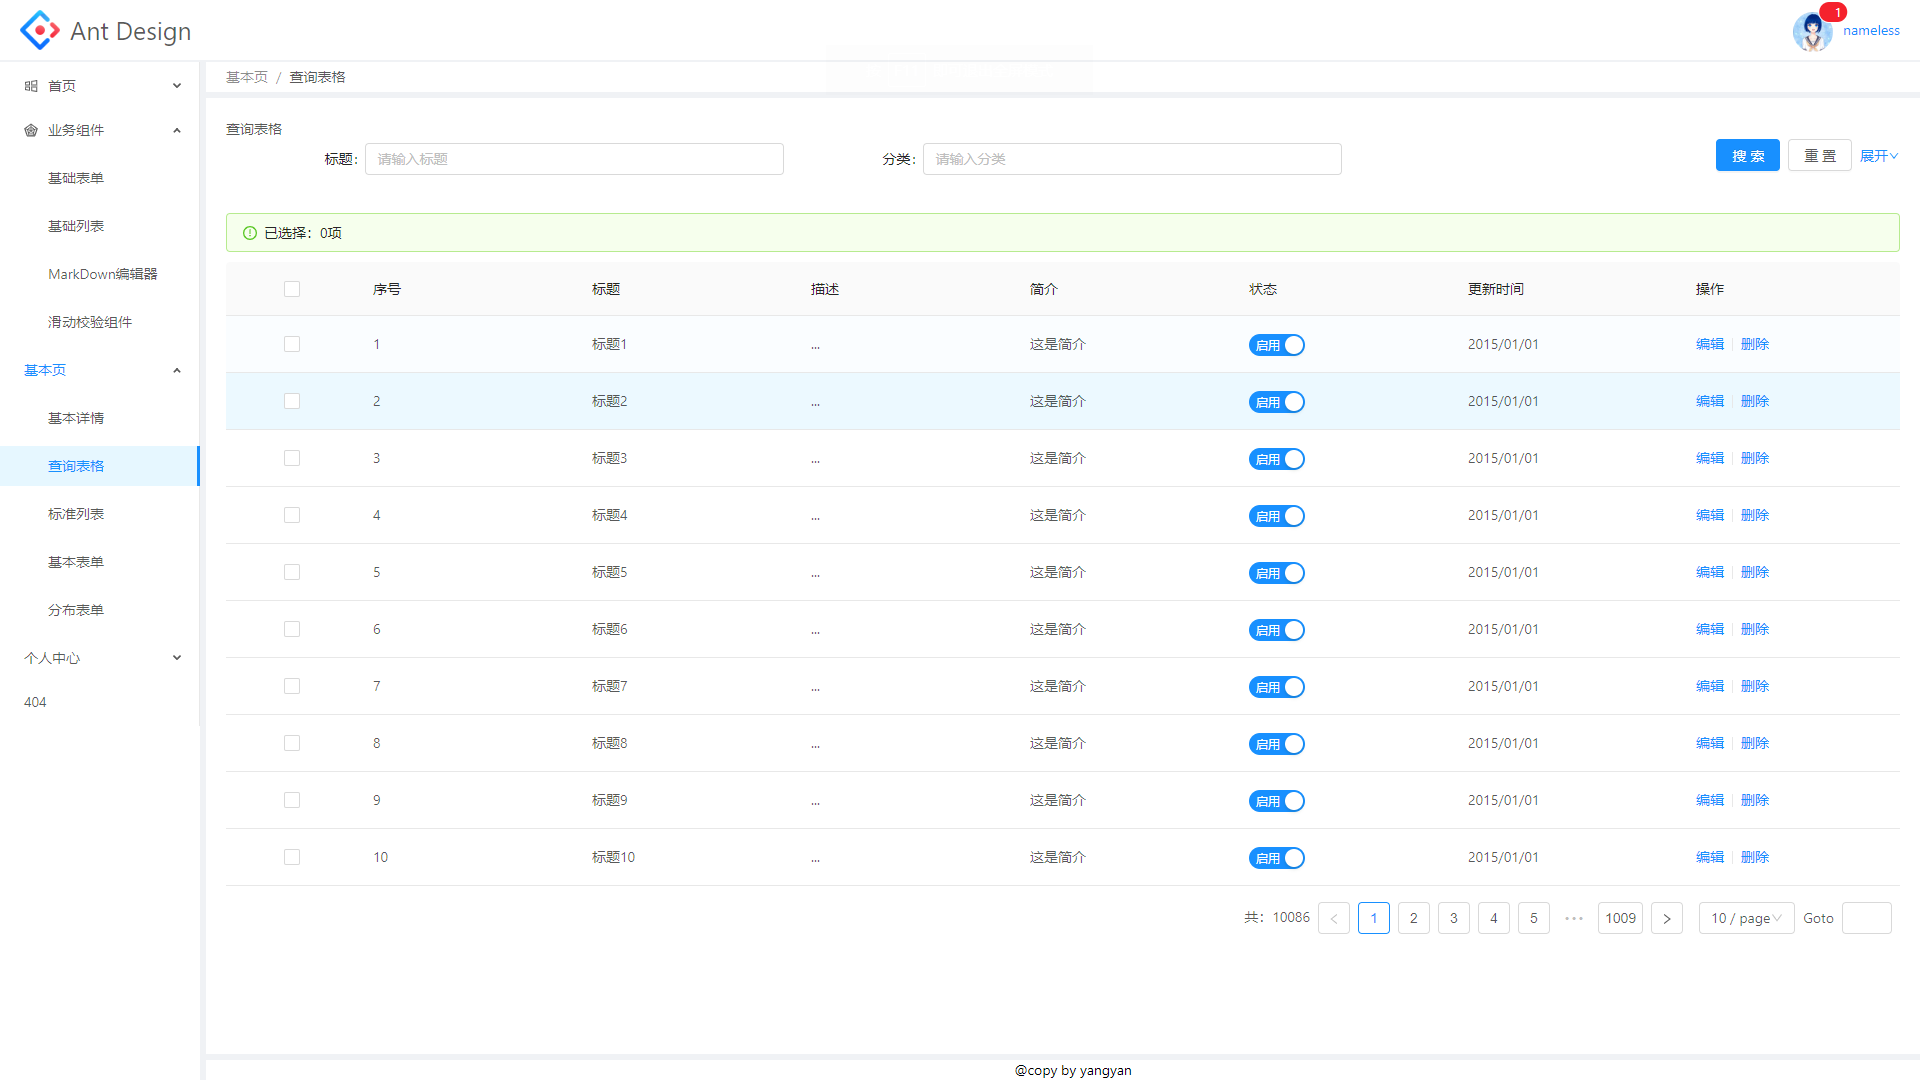 Ant Design
1
nameless
首页
业务组件
基础表单
基础列表
MarkDown编辑器
滑动校验组件
基本页
基本详情
查询表格
标准列表
基本表单
分布表单
个人中心
404
基本页 / 查询表格
查询表格
标题: 请输入标题 分类: 请输入分类 搜 索 重 置 展开
已选择：0项
序号 标题 描述 简介 状态 更新时间 操作
1 标题1 ... 这是简介 启用 2015/01/01 编辑 删除
2 标题2 ... 这是简介 启用 2015/01/01 编辑 删除
3 标题3 ... 这是简介 启用 2015/01/01 编辑 删除
4 标题4 ... 这是简介 启用 2015/01/01 编辑 删除
5 标题5 ... 这是简介 启用 2015/01/01 编辑 删除
6 标题6 ... 这是简介 启用 2015/01/01 编辑 删除
7 标题7 ... 这是简介 启用 2015/01/01 编辑 删除
8 标题8 ... 这是简介 启用 2015/01/01 编辑 删除
9 标题9 ... 这是简介 启用 2015/01/01 编辑 删除
10 标题10 ... 这是简介 启用 2015/01/01 编辑 删除
共：10086 < 1 2 3 4 5 ••• 1009 > 10 / page Goto
@copy by yangyan